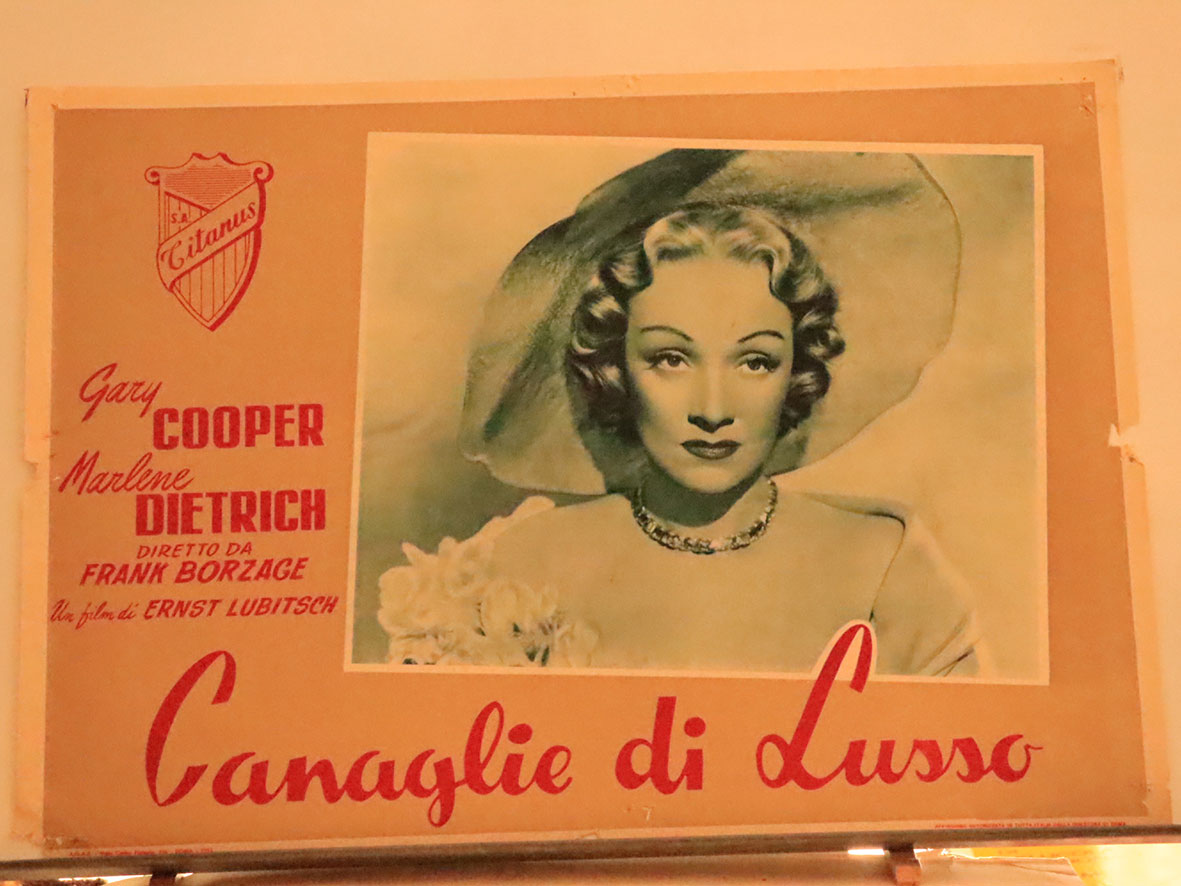 S.A.
Titanus
Gary
COOPER
Marlene
DIETRICH
DIRETTO DA
FRANK BORZAGE
Un film di ERNST LUBITSCH
Canaglie di Lusso